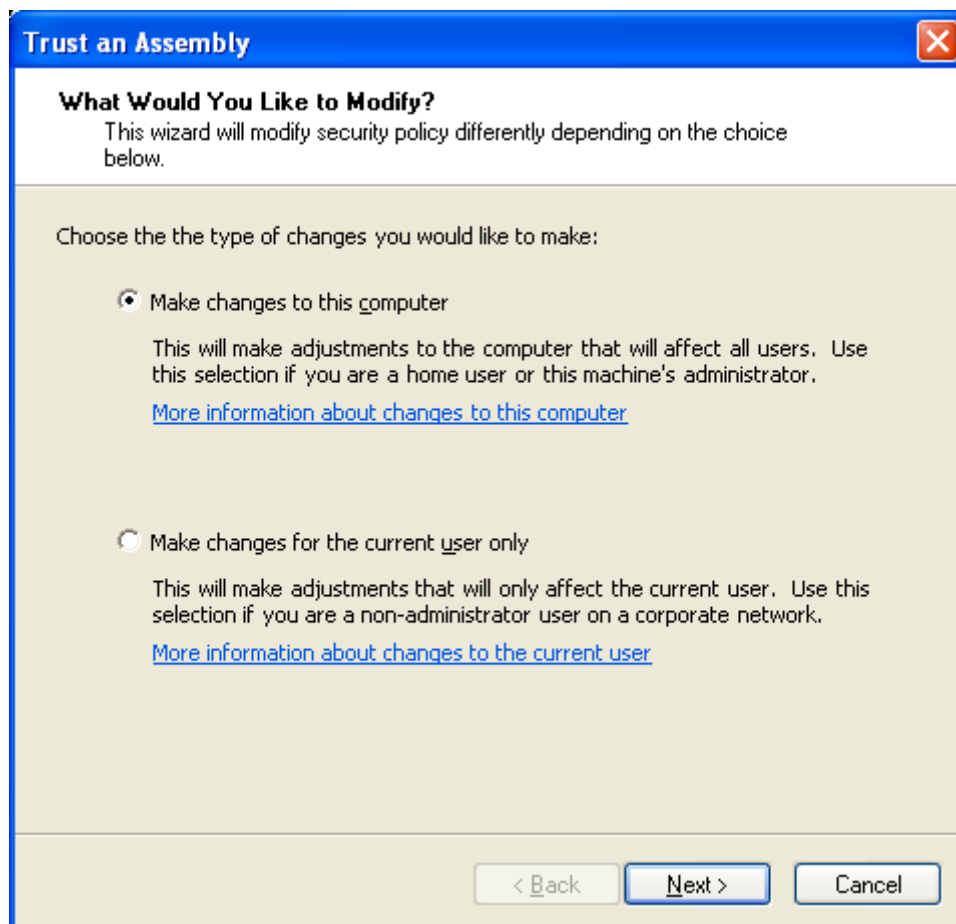 Trust an Assembly
What Would You Like to Modify?
This wizard will modify security policy differently depending on the choice
below.
Choose the the type of changes you would like to make:
Make changes to this computer
This will make adjustments to the computer that will affect all users. Use
this selection if you are a home user or this machine's administrator.
More information about changes to this computer
Make changes for the current user only
This will make adjustments that will only affect the current user. Use this
selection if you are a non-administrator user on a corporate network.
More information about changes to the current user
< Back Next > Cancel